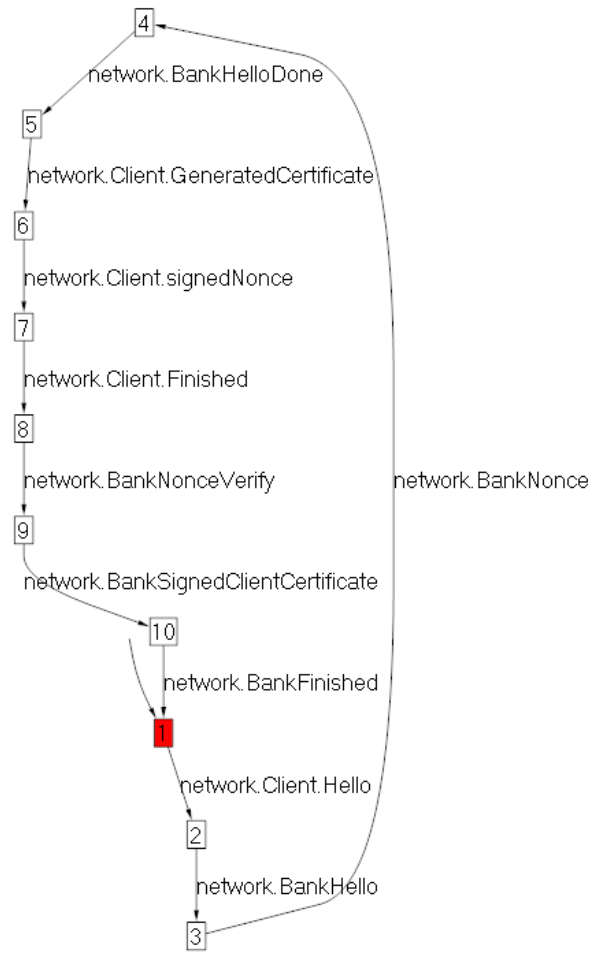 4
network.BankHelloDone
5
network.Client.GeneratedCertificate
6
network.Client.signedNonce
7
network.Client.Finished
8
network.BankNonceVerify
network.BankNonce
9
network.BankSignedClientCertificate
10
network.BankFinished
1
network.Client.Hello
2
network.BankHello
3